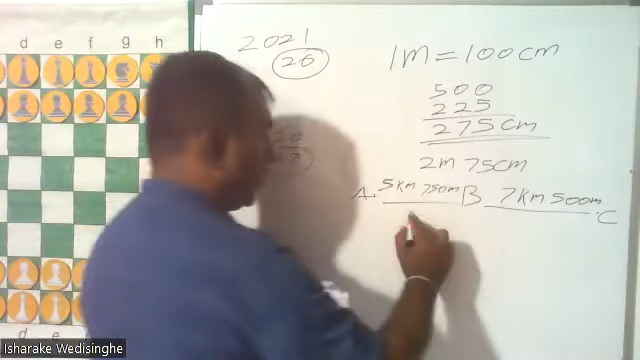 d e f g h
2021
26
1m = 100cm
500
225
275cm
2m 75cm
A 5km 750m B 7km 500m C
d e
Isharake Wedisinghe